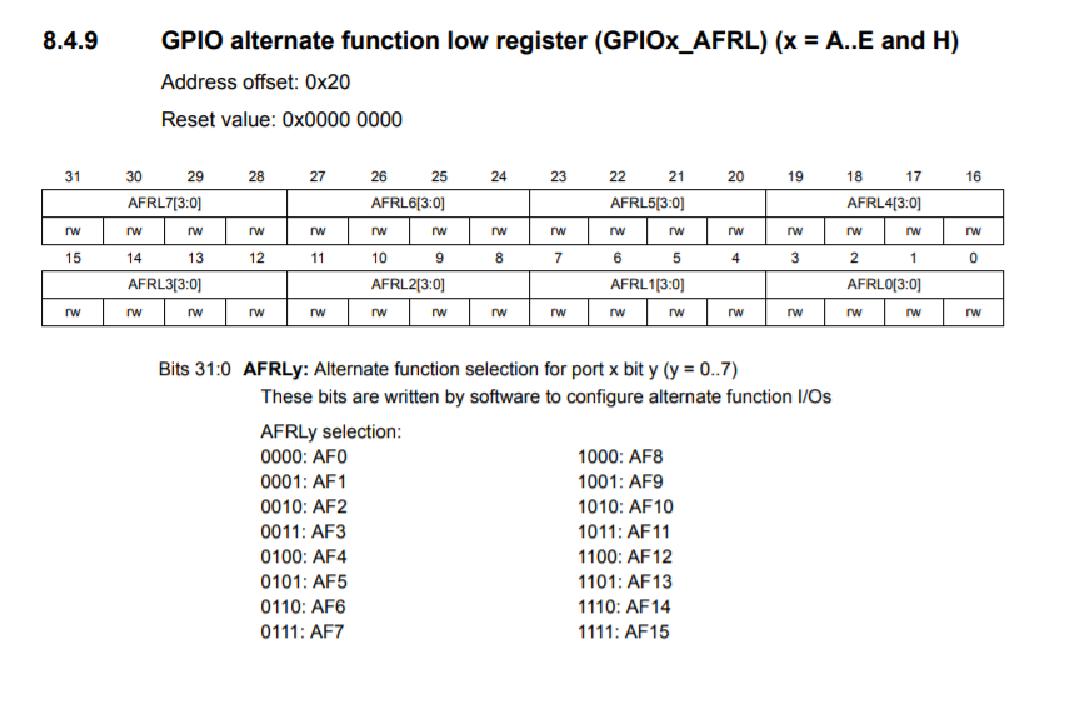 8.4.9 GPIO alternate function low register (GPIOx_AFRL) (x = A..E and H)
Address offset: 0x20
Reset value: 0x0000 0000
31 30 29 28 27 26 25 24 23 22 21 20 19 18 17 16
AFRL7[3:0] AFRL6[3:0] AFRL5[3:0] AFRL4[3:0]
rw rw rw rw rw rw rw rw rw rw rw rw rw rw rw rw
15 14 13 12 11 10 9 8 7 6 5 4 3 2 1 0
AFRL3[3:0] AFRL2[3:0] AFRL1[3:0] AFRL0[3:0]
rw rw rw rw rw rw rw rw rw rw rw rw rw rw rw rw
Bits 31:0 AFRLy: Alternate function selection for port x bit y (y = 0..7)
These bits are written by software to configure alternate function I/Os
AFRLy selection:
0000: AF0 1000: AF8
0001: AF1 1001: AF9
0010: AF2 1010: AF10
0011: AF3 1011: AF11
0100: AF4 1100: AF12
0101: AF5 1101: AF13
0110: AF6 1110: AF14
0111: AF7 1111: AF15